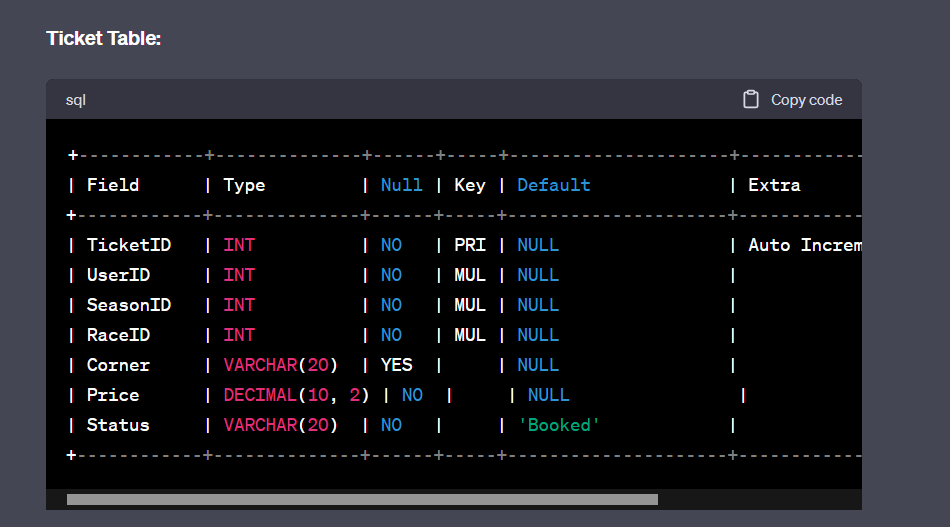 Ticket Table:
sql Copy code
+------------+--------------+------+-----+---------------------+------------
| Field | Type | Null | Key | Default | Extra
+------------+--------------+------+-----+---------------------+------------
| TicketID | INT | NO | PRI | NULL | Auto Increm
| UserID | INT | NO | MUL | NULL |
| SeasonID | INT | NO | MUL | NULL |
| RaceID | INT | NO | MUL | NULL |
| Corner | VARCHAR(20) | YES | | NULL |
| Price | DECIMAL(10, 2) | NO | | NULL |
| Status | VARCHAR(20) | NO | | 'Booked' |
+------------+--------------+------+-----+---------------------+------------